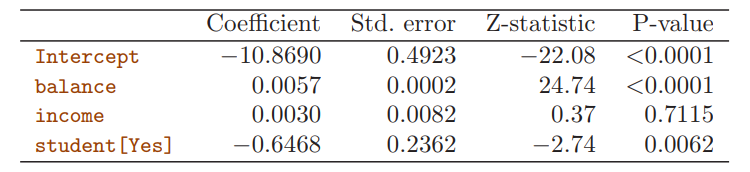 Coefficient Std. error Z-statistic P-value
Intercept −10.8690 0.4923 −22.08 <0.0001
balance 0.0057 0.0002 24.74 <0.0001
income 0.0030 0.0082 0.37 0.7115
student[Yes] −0.6468 0.2362 −2.74 0.0062